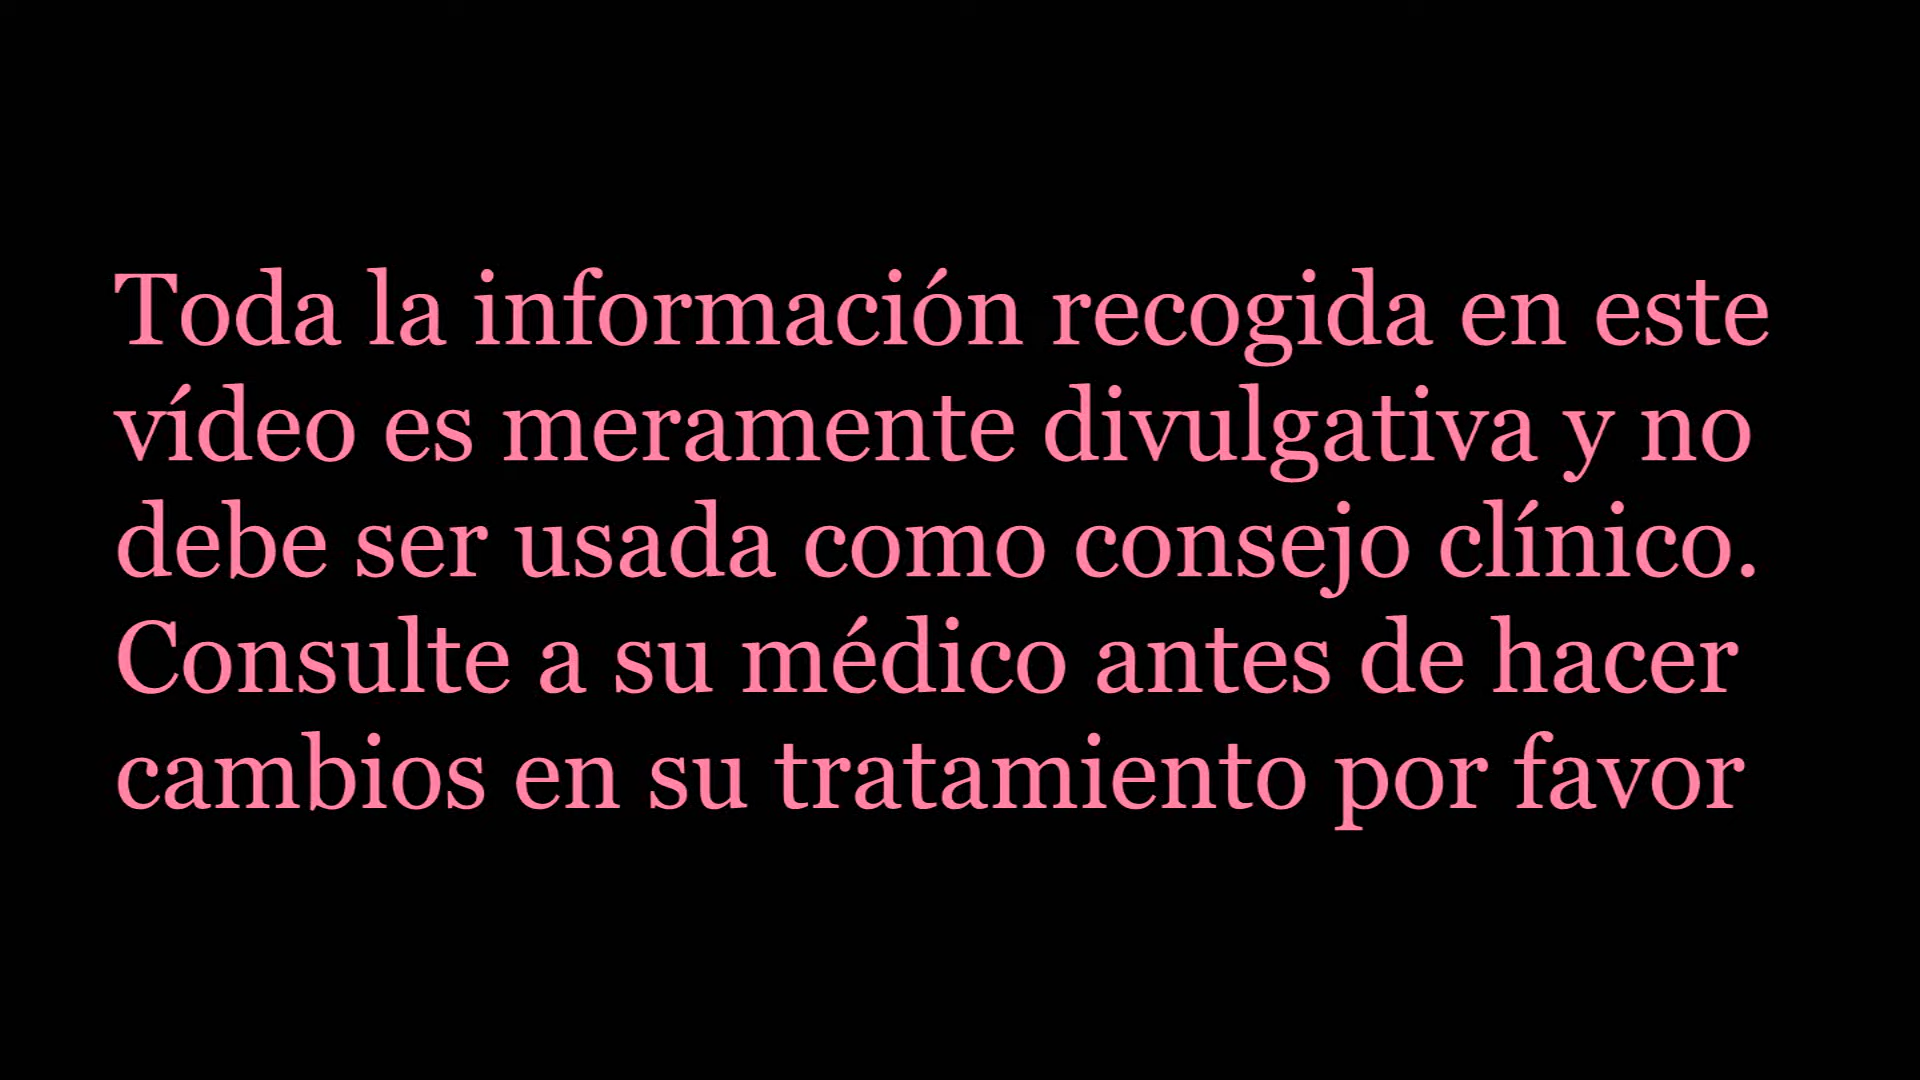 Toda la información recogida en este
vídeo es meramente divulgativa y no
debe ser usada como consejo clínico.
Consulte a su médico antes de hacer
cambios en su tratamiento por favor